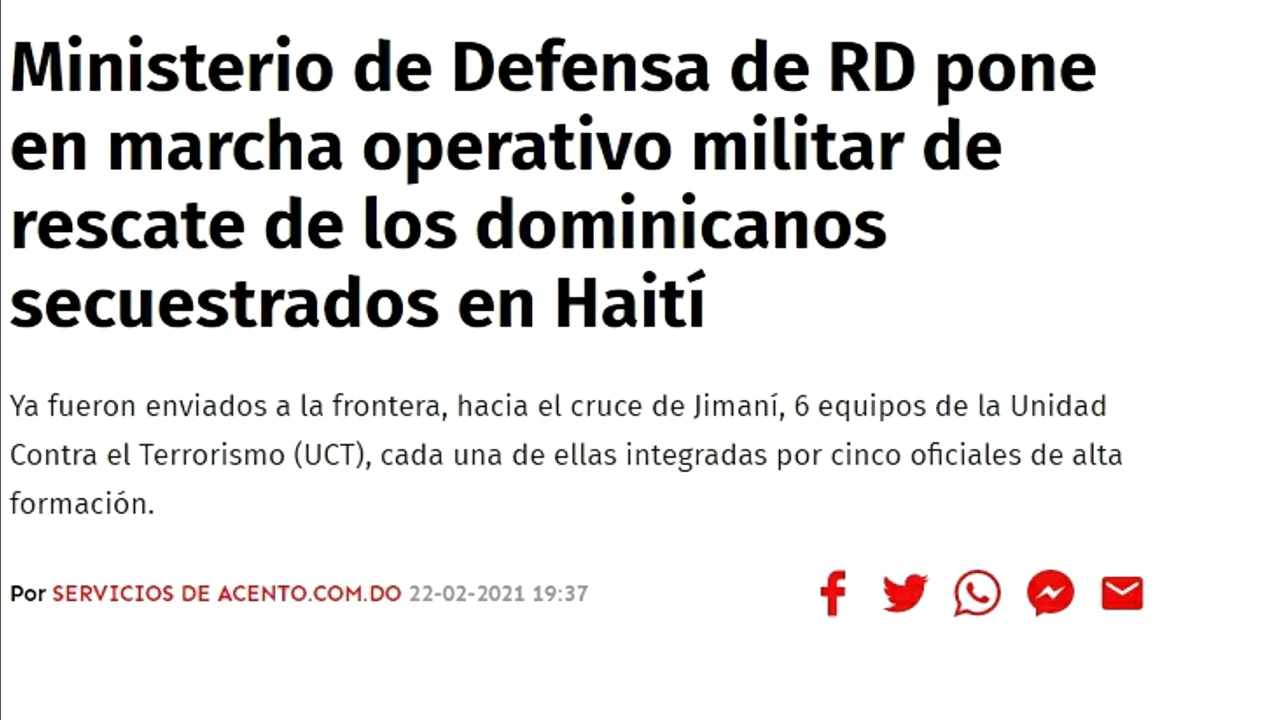 Ministerio de Defensa de RD pone
en marcha operativo militar de
rescate de los dominicanos
secuestrados en Haití
Ya fueron enviados a la frontera, hacia el cruce de Jimaní, 6 equipos de la Unidad
Contra el Terrorismo (UCT), cada una de ellas integradas por cinco oficiales de alta
formación.
Por SERVICIOS DE ACENTO.COM.DO 22-02-2021 19:37